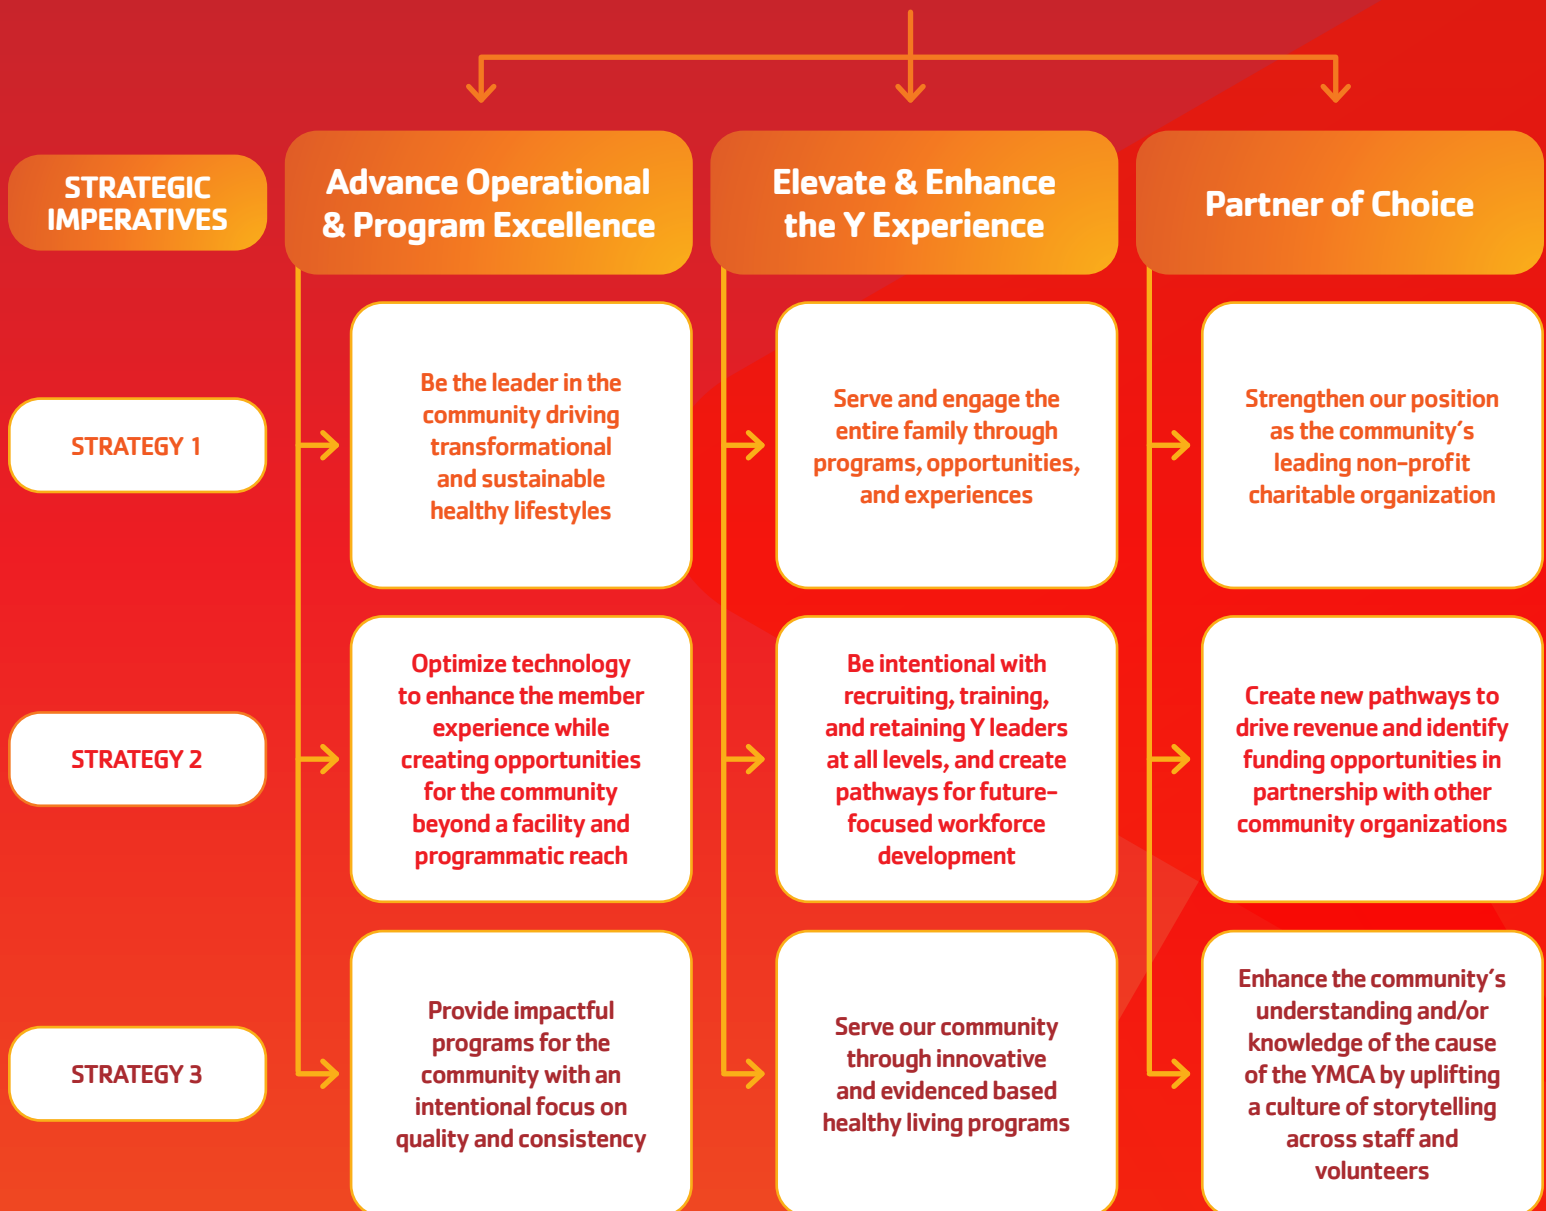 STRATEGIC
IMPERATIVES
Advance Operational
& Program Excellence
Elevate & Enhance
the Y Experience
Partner of Choice
STRATEGY 1
Be the leader in the
community driving
transformational
and sustainable
healthy lifestyles
Serve and engage the
entire family through
programs, opportunities,
and experiences
Strengthen our position
as the community's
leading non-profit
charitable organization
STRATEGY 2
Optimize technology
to enhance the member
experience while
creating opportunities
for the community
beyond a facility and
programmatic reach
Be intentional with
recruiting, training,
and retaining Y leaders
at all levels, and create
pathways for future-
focused workforce
development
Create new pathways to
drive revenue and identify
funding opportunities in
partnership with other
community organizations
STRATEGY 3
Provide impactful
programs for the
community with an
intentional focus on
quality and consistency
Serve our community
through innovative
and evidenced based
healthy living programs
Enhance the community's
understanding and/or
knowledge of the cause
of the YMCA by uplifting
a culture of storytelling
across staff and
volunteers